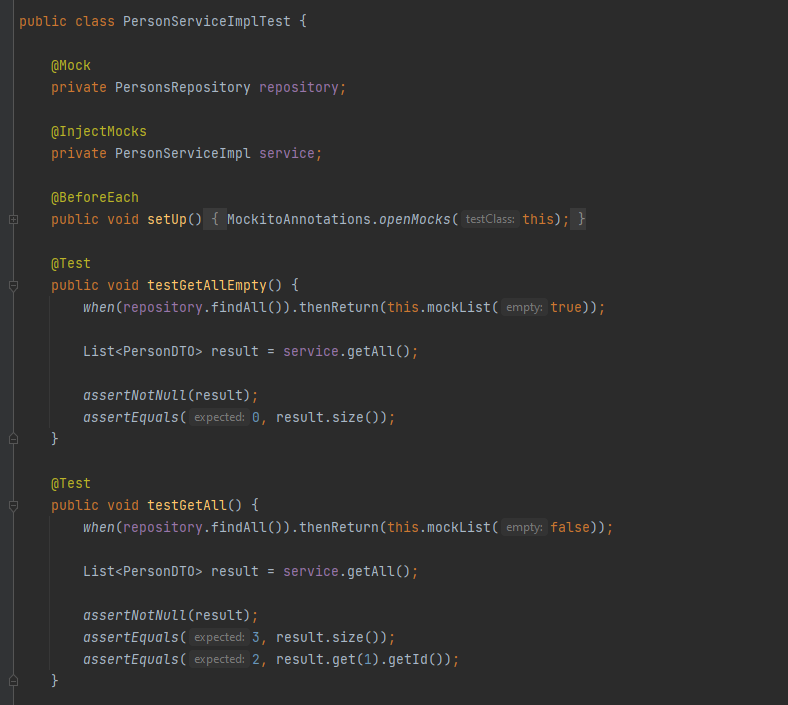 public class PersonServiceImplTest {
@Mock
private PersonsRepository repository;
@InjectMocks
private PersonServiceImpl service;
@BeforeEach
public void setUp() { MockitoAnnotations.openMocks( testClass: this); }
@Test
public void testGetAllEmpty() {
when(repository.findAll()).thenReturn(this.mockList( empty: true));
List<PersonDTO> result = service.getAll();
assertNotNull(result);
assertEquals( expected: 0, result.size());
}
@Test
public void testGetAll() {
when(repository.findAll()).thenReturn(this.mockList( empty: false));
List<PersonDTO> result = service.getAll();
assertNotNull(result);
assertEquals( expected: 3, result.size());
assertEquals( expected: 2, result.get(1).getId());
}